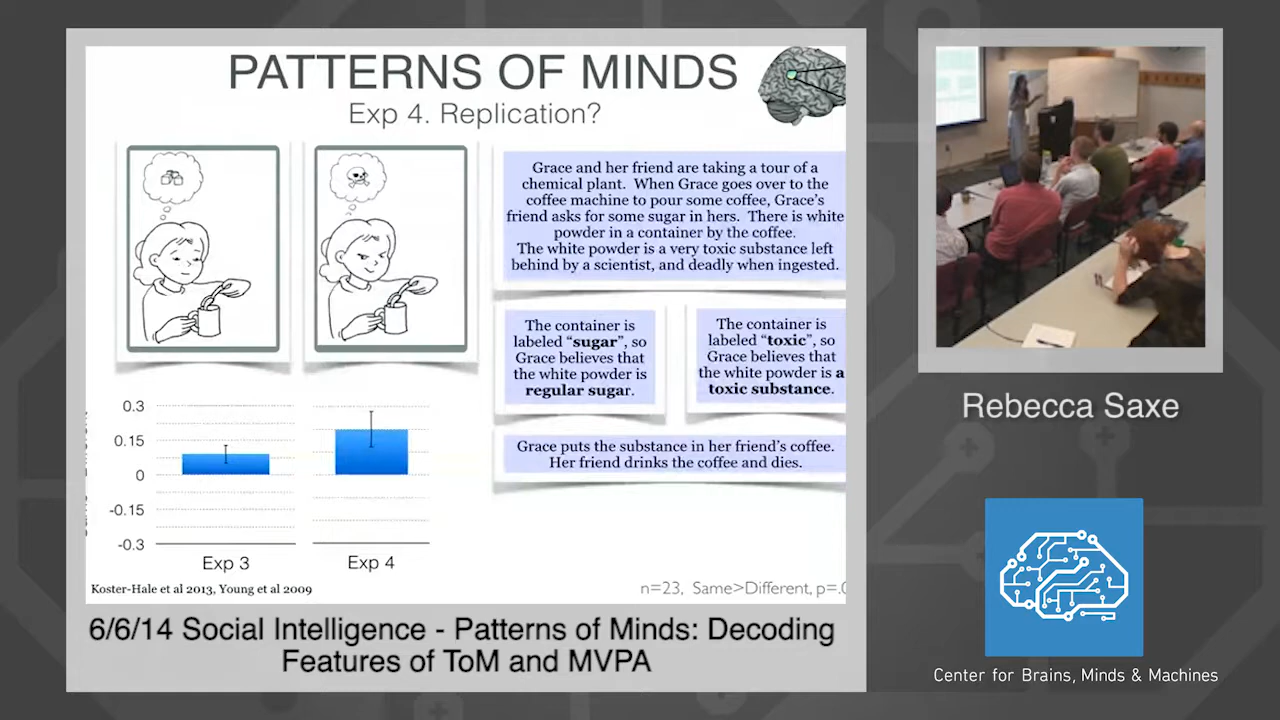 PATTERNS OF MINDS
Exp 4. Replication?
Grace and her friend are taking a tour of a
chemical plant. When Grace goes over to the
coffee machine to pour some coffee, Grace's
friend asks for some sugar in hers. There is white
powder in a container by the coffee.
The white powder is a very toxic substance left
behind by a scientist, and deadly when ingested.
The container is
labeled "sugar", so
Grace believes that
the white powder is
regular sugar.
The container is
labeled "toxic", so
Grace believes that
the white powder is a
toxic substance.
Grace puts the substance in her friend's coffee.
Her friend drinks the coffee and dies.
0.3
0.15
0
-0.15
-0.3
Exp 3
Exp 4
Koster-Hale et al 2013, Young et al 2009
n=23, Same>Different, p=.0
6/6/14 Social Intelligence - Patterns of Minds: Decoding
Features of ToM and MVPA
Rebecca Saxe
Center for Brains, Minds & Machines